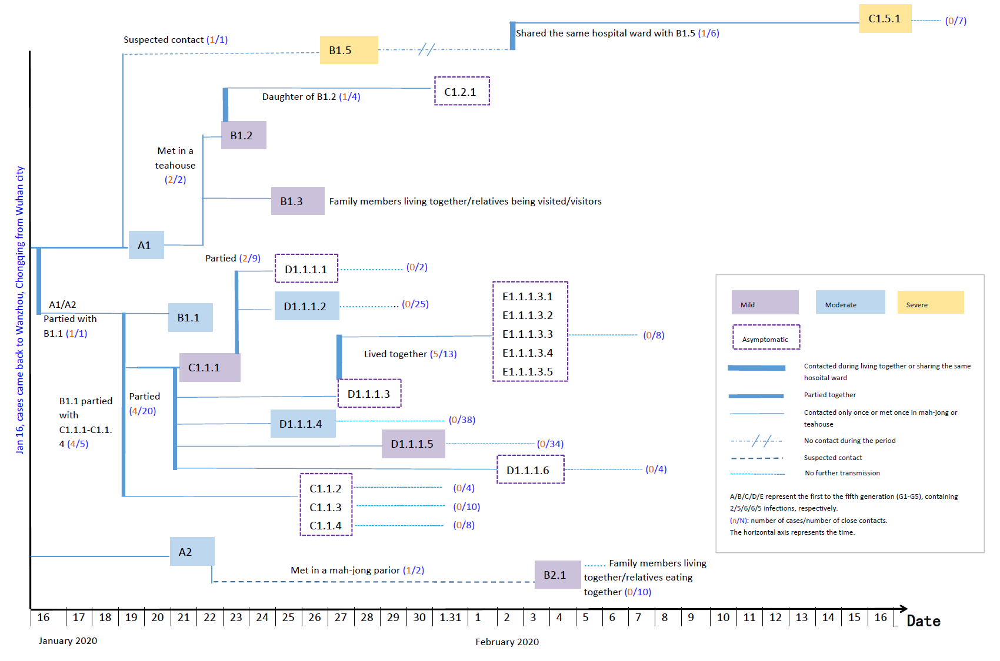 C1.5.1
(0/7)
Shared the same hospital ward with B1.5 (1/6)
Suspected contact (1/1)
B1.5
C1.2.1
Daughter of B1.2 (1/4)
B1.2
Met in a
teahouse
(2/2)
B1.3
Family members living together/relatives being visited/visitors
Jan 16, cases came back to Wanzhou, Chongqing from Wuhan city
A1
Partied (2/9)
D1.1.1.1
(0/2)
D1.1.1.2
(0/25)
A1/A2
Partied with
B1.1 (1/1)
B1.1
E1.1.1.3.1
E1.1.1.3.2
E1.1.1.3.3
E1.1.1.3.4
E1.1.1.3.5
(0/8)
Lived together (5/13)
C1.1.1
D1.1.1.3
Partied
(4/20)
B1.1 partied
with
C1.1.1-C1.1.
4 (4/5)
D1.1.1.4
(0/38)
D1.1.1.5
(0/34)
D1.1.1.6
(0/4)
C1.1.2
(0/4)
C1.1.3
(0/10)
C1.1.4
(0/8)
A2
Met in a mah-jong parior (1/2)
B2.1
....... Family members living
together/relatives eating
together (0/10)
Mild
Moderate
Severe
Asymptomatic
Contacted during living together or sharing the same
hospital ward
Partied together
Contacted only once or met once in mah-jong or
teahouse
No contact during the period
Suspected contact
No further transmission
A/B/C/D/E represent the first to the fifth generation (G1-G5), containing
2/5/6/6/5 infections, respectively.
(n/N): number of cases/number of close contacts.
The horizontal axis represents the time.
16 17 18 19 20 21 22 23 24 25 26 27 28 29 30 1.31 1 2 3 4 5 6 7 8 9 10 11 12 13 14 15 16 Date
January 2020
February 2020